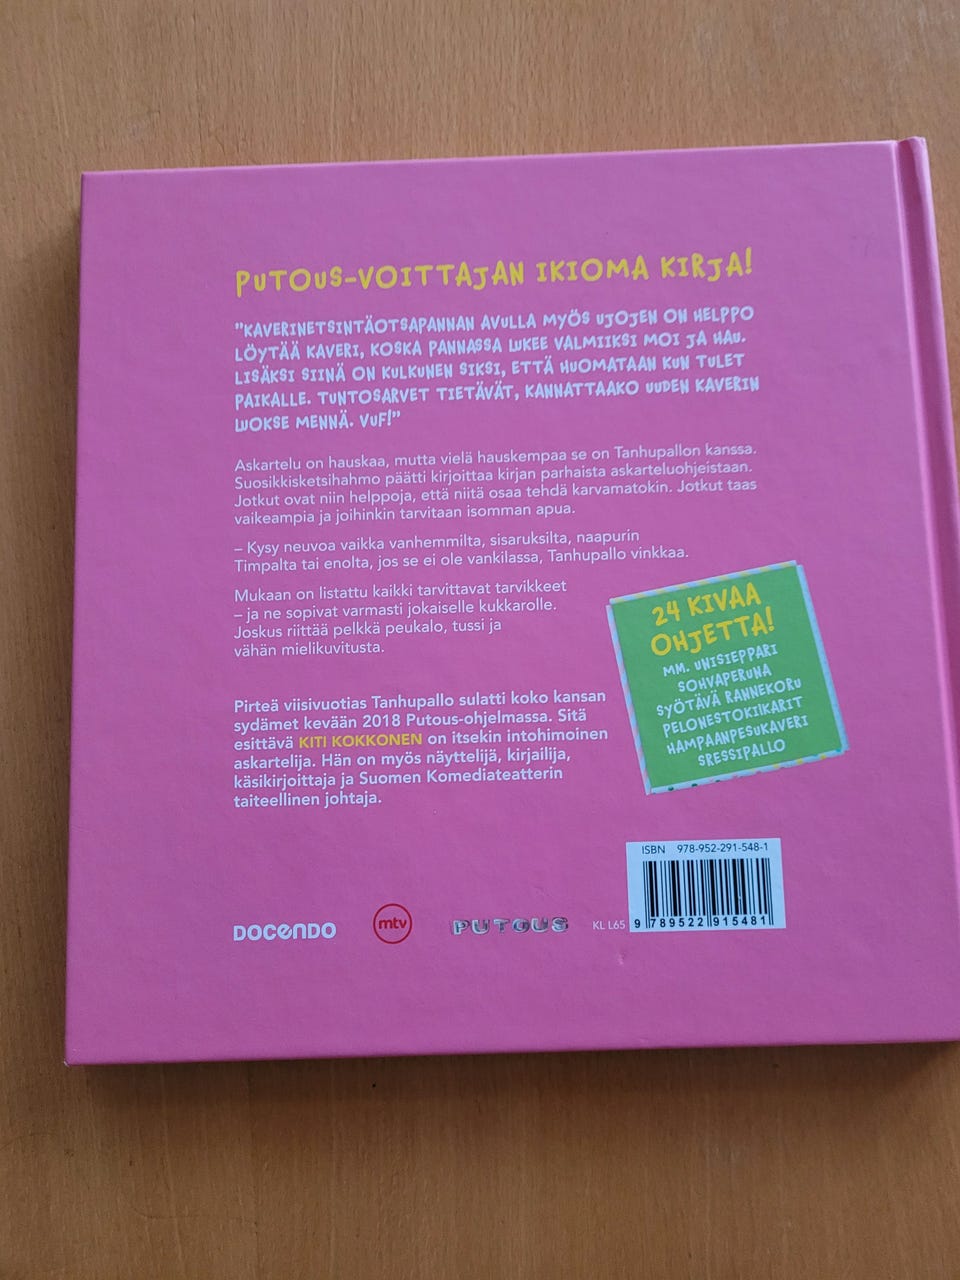 PUTOUS-VOITTAJAN IKIOMA KIRJA!
"KAVERINETSINTÄOTSAPANNAN AVULLA MYÖS UJOJEN ON HELPPO
LÖYTÄÄ KAVERI, KOSKA PANNASSA LUKEE VALMIIKSI MOI JA HAU.
LISÄKSI SIINÄ ON KULKUNEN SIKSI, ETTÄ HUOMATAAN KUN TULET
PAIKALLE. TUNTOSARVET TIETÄVÄT, KANNATTAAKO UUDEN KAVERIN
LUOKSE MENNÄ. VUF!"
Askartelu on hauskaa, mutta vielä hauskempaa se on Tanhupallon kanssa.
Suosikkisketsihahmo päätti kirjoittaa kirjan parhaista askarteluohjeistaan.
Jotkut ovat niin helppoja, että niitä osaa tehdä karvamatokin. Jotkut taas
vaikeampia ja joihinkin tarvitaan isomman apua.
– Kysy neuvoa vaikka vanhemmilta, sisaruksilta, naapurin
Timpalta tai enolta, jos se ei ole vankilassa, Tanhupallo vinkkaa.
Mukaan on listattu kaikki tarvittavat tarvikkeet
– ja ne sopivat varmasti jokaiselle kukkarolle.
Joskus riittää pelkkä peukalo, tussi ja
vähän mielikuvitusta.
24 KIVAA
OHJETTA!
MM. UNISIEPPARI
SOHVAPERUNA
SYÖTÄVÄ RANNEKORU
PELONESTOKIIKARIT
HAMPAANPESUKAVERI
SRESSIPALLO
Pirteä viisivuotias Tanhupallo sulatti koko kansan
sydämet kevään 2018 Putous-ohjelmassa. Sitä
esittävä KITI KOKKONEN on itsekin intohimoinen
askartelija. Hän on myös näyttelijä, kirjailija,
käsikirjoittaja ja Suomen Komediateatterin
taiteellinen johtaja.
DOCENDO
mtv
PUTOUS
KL L65
ISBN 978-952-291-548-1
9 789522 915481